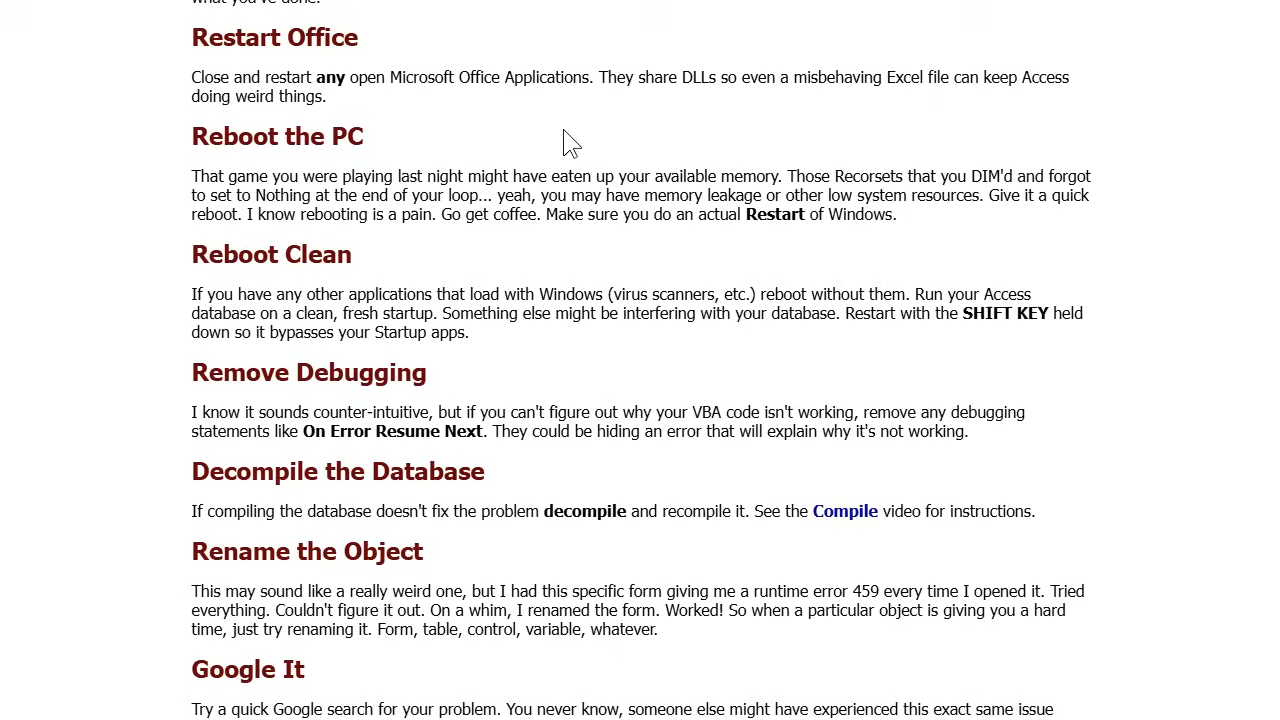 what you've done.
Restart Office
Close and restart any open Microsoft Office Applications. They share DLLs so even a misbehaving Excel file can keep Access
doing weird things.
Reboot the PC
That game you were playing last night might have eaten up your available memory. Those Recorsets that you DIM'd and forgot
to set to Nothing at the end of your loop... yeah, you may have memory leakage or other low system resources. Give it a quick
reboot. I know rebooting is a pain. Go get coffee. Make sure you do an actual Restart of Windows.
Reboot Clean
If you have any other applications that load with Windows (virus scanners, etc.) reboot without them. Run your Access
database on a clean, fresh startup. Something else might be interfering with your database. Restart with the SHIFT KEY held
down so it bypasses your Startup apps.
Remove Debugging
I know it sounds counter-intuitive, but if you can't figure out why your VBA code isn't working, remove any debugging
statements like On Error Resume Next. They could be hiding an error that will explain why it's not working.
Decompile the Database
If compiling the database doesn't fix the problem decompile and recompile it. See the Compile video for instructions.
Rename the Object
This may sound like a really weird one, but I had this specific form giving me a runtime error 459 every time I opened it. Tried
everything. Couldn't figure it out. On a whim, I renamed the form. Worked! So when a particular object is giving you a hard
time, just try renaming it. Form, table, control, variable, whatever.
Google It
Try a quick Google search for your problem. You never know, someone else might have experienced this exact same issue